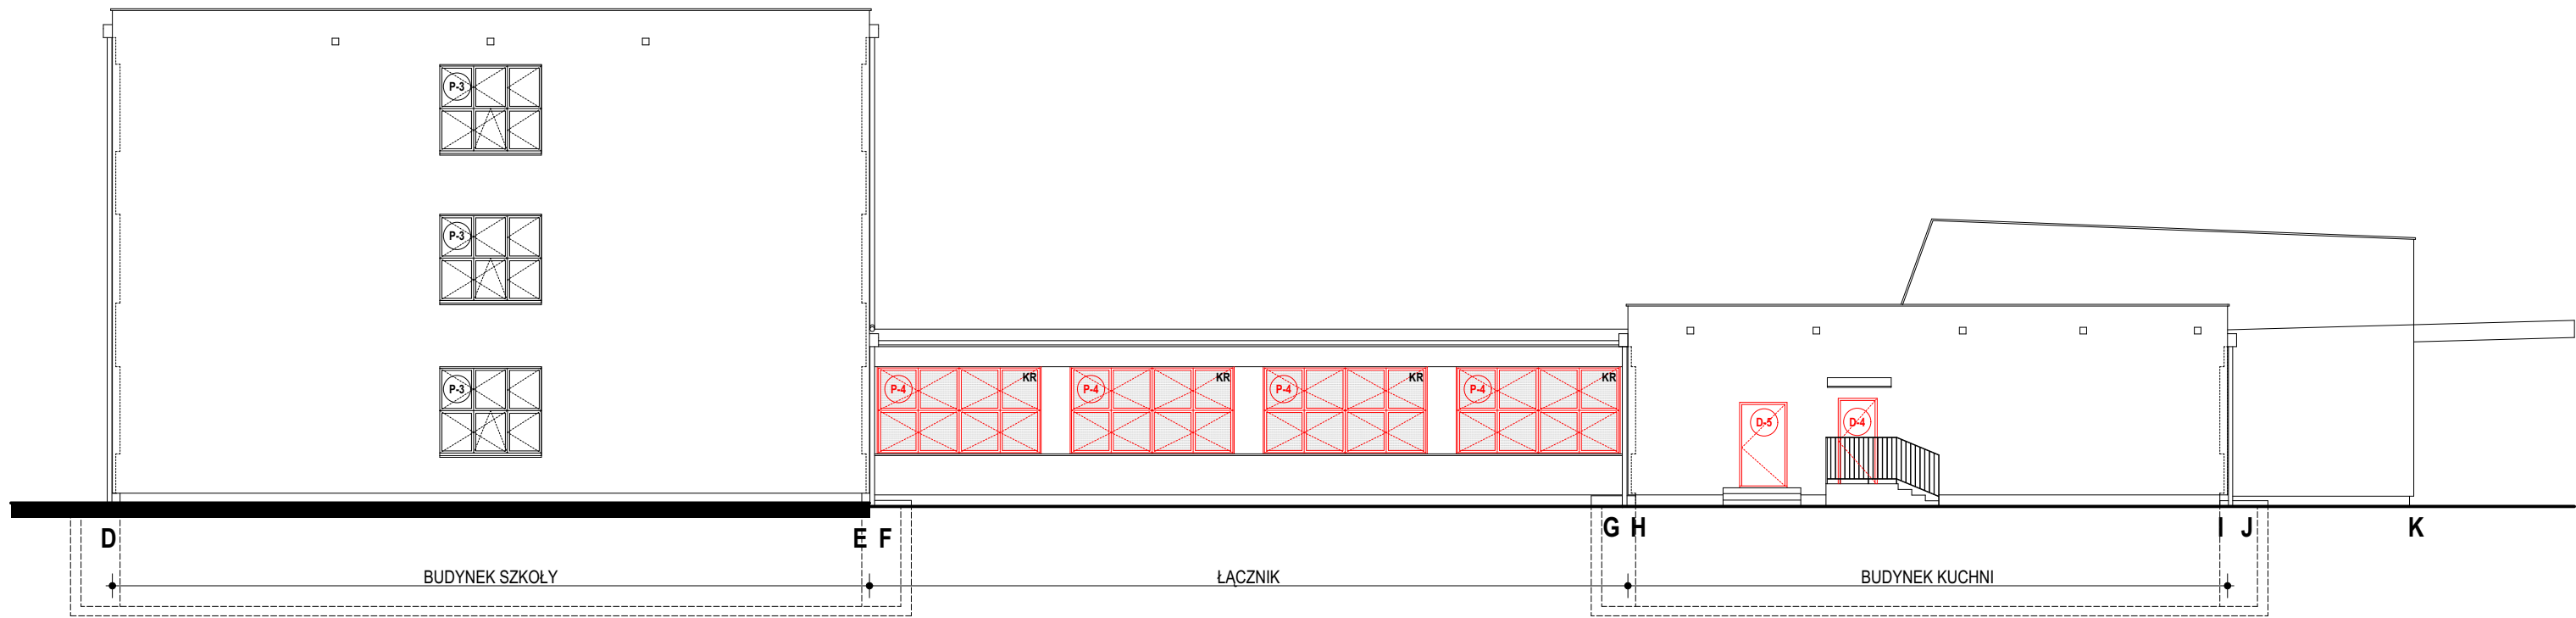 P-3
P-3
P-3
P-4 KR P-4 KR P-4 KR P-4 KR
D-5 D-4
D E F G H I J K
BUDYNEK SZKOŁY ŁĄCZNIK BUDYNEK KUCHNI